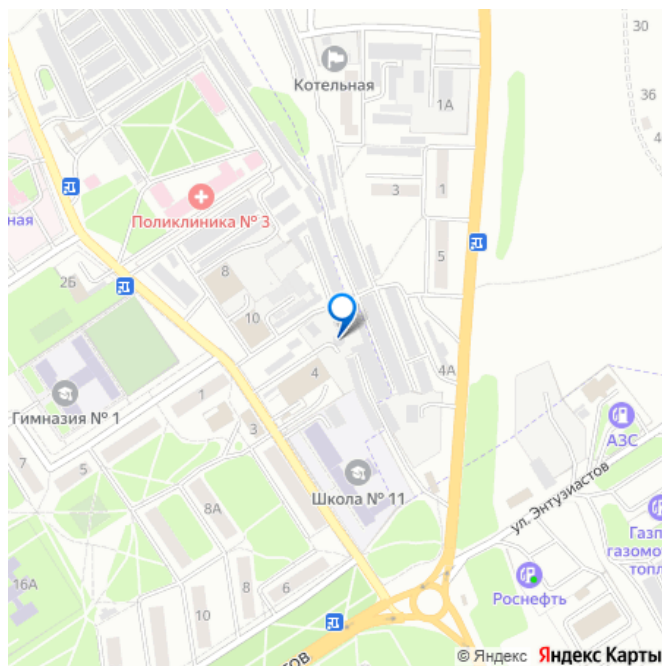 30
Котельная
1А
36
4
3
1
Поликлиника № 3
ная
5
8
2Б
10
4
4А
1
Гимназия № 1
3
АЗС
7
5
Школа № 11
ул. Энтузиастов
8А
Газп
газомо
топл
16А
6
Роснефть
10
8
тов
© Яндекс Яндекс Карты